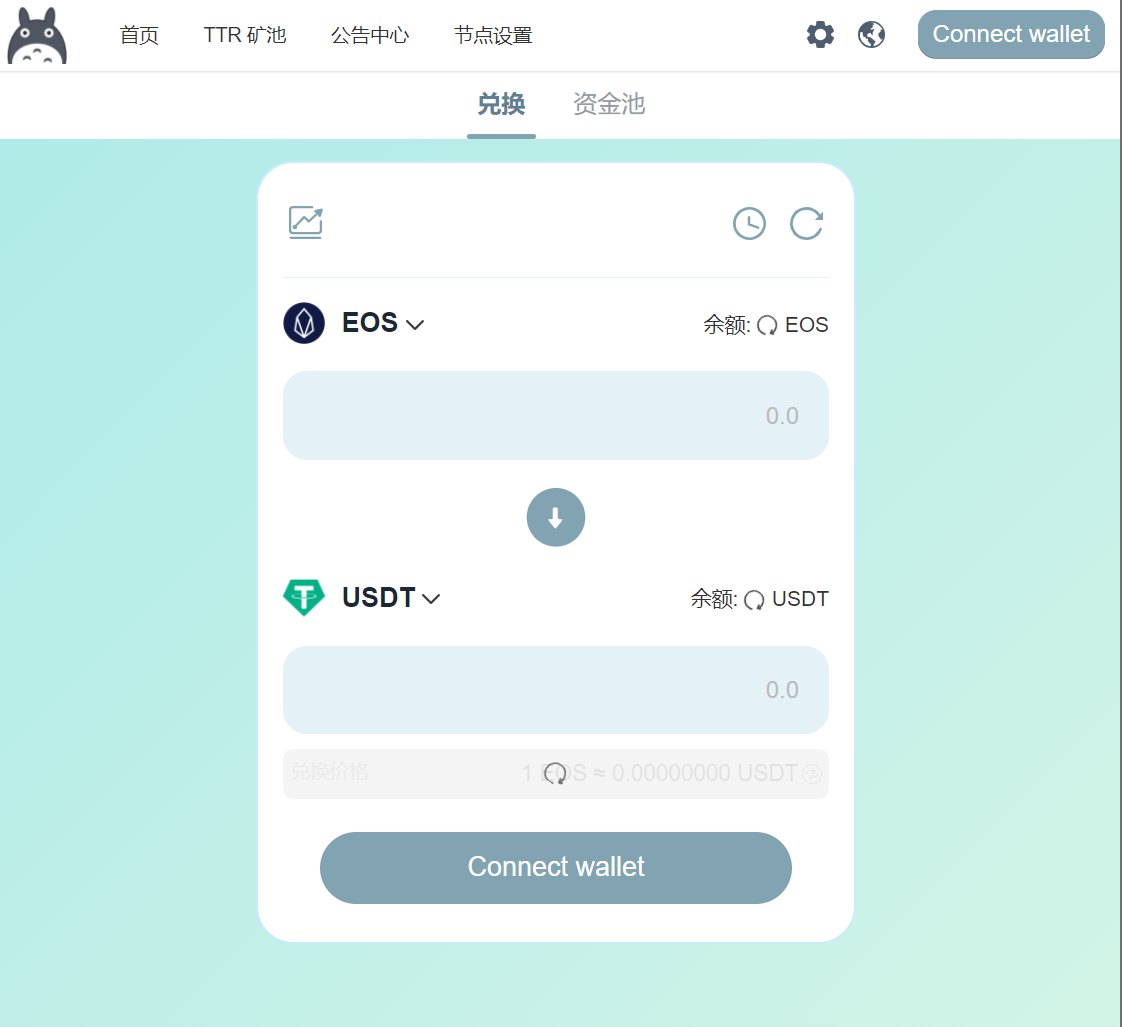 首页 TTR 矿池 公告中心 节点设置 Connect wallet
兑换 资金池
EOS 余额: EOS
0.0
USDT 余额: USDT
0.0
兑换价格 1 EOS ≈ 0.00000000 USDT
Connect wallet